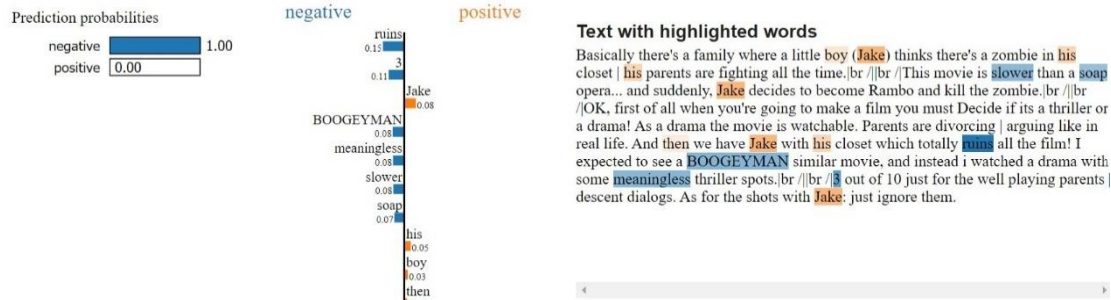 Prediction probabilities
negative 1.00
positive 0.00
negative positive
ruins
0.15
3
0.11
Jake
0.08
BOOGEYMAN
0.08
meaningless
0.08
slower
0.08
soap
0.07
his
0.05
boy
0.03
then
Text with highlighted words
Basically there's a family where a little boy (Jake) thinks there's a zombie in his
closet | his parents are fighting all the time.|br /||br /|This movie is slower than a soap
opera... and suddenly, Jake decides to become Rambo and kill the zombie.|br /||br
/|OK, first of all when you're going to make a film you must Decide if its a thriller or
a drama! As a drama the movie is watchable. Parents are divorcing | arguing like in
real life. And then we have Jake with his closet which totally ruins all the film! I
expected to see a BOOGEYMAN similar movie, and instead i watched a drama with
some meaningless thriller spots.|br /||br /|3 out of 10 just for the well playing parents |
descent dialogs. As for the shots with Jake: just ignore them.